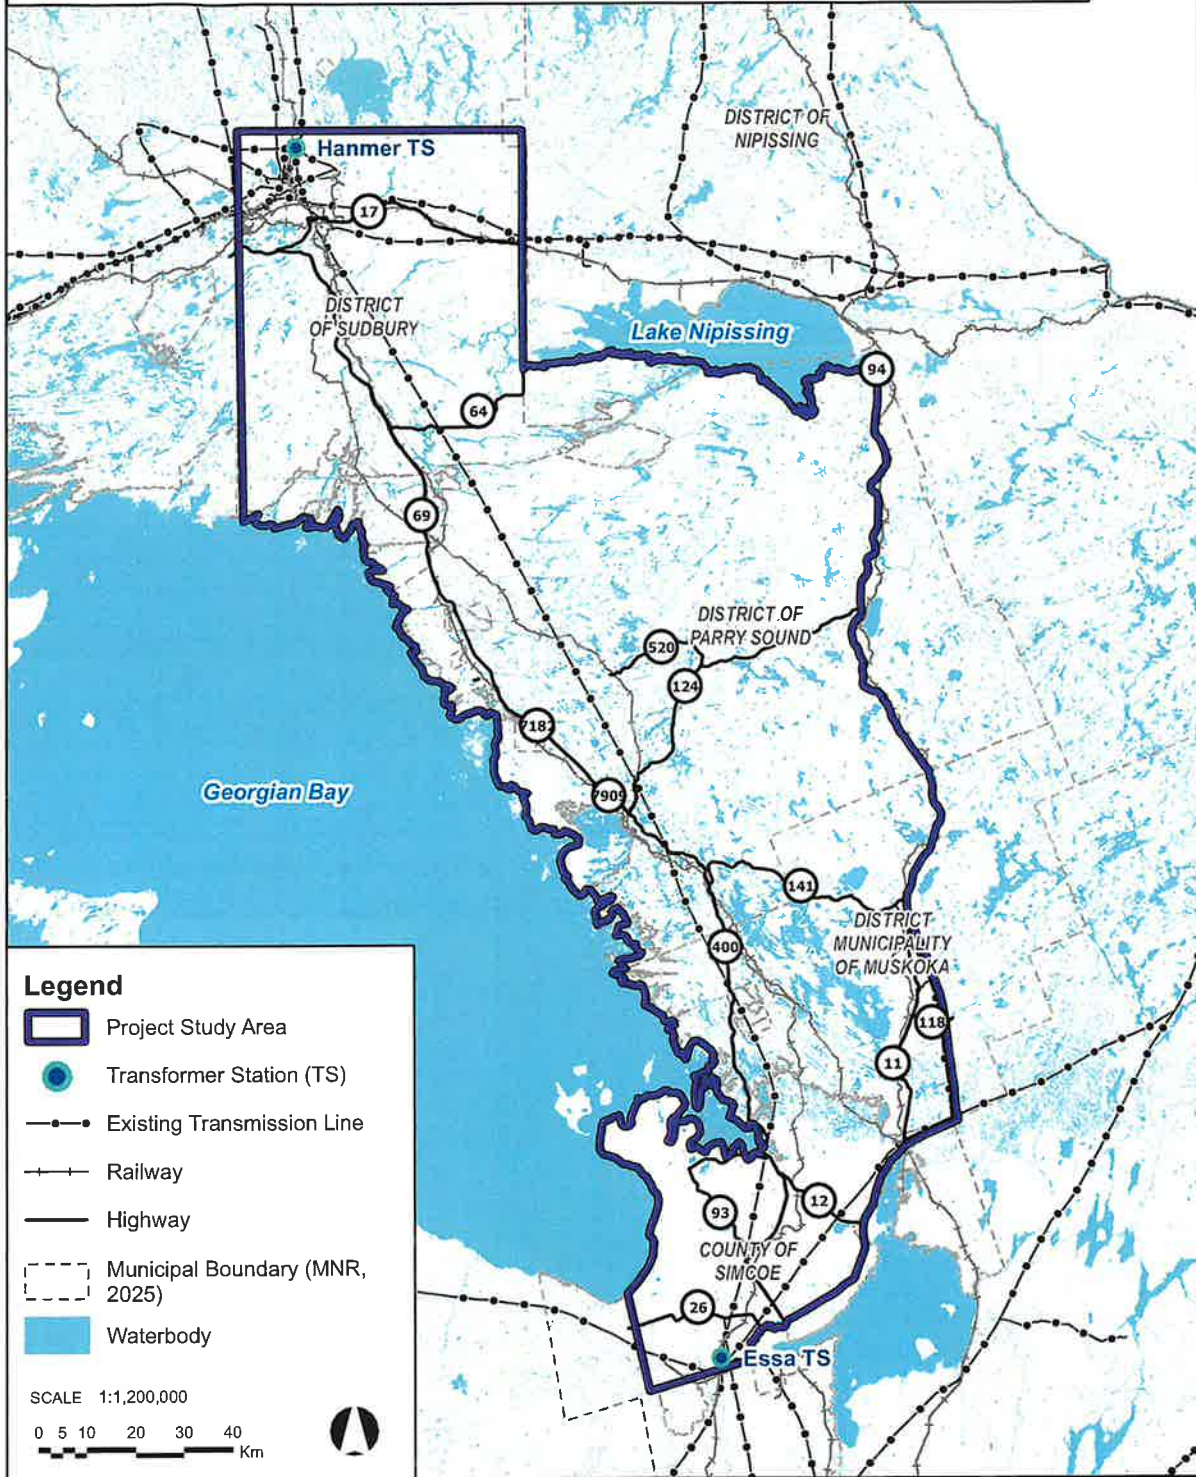 DISTRICT OF
NIPISSING
Hanmer TS
17
DISTRICT
OF SUDBURY
Lake Nipissing
94
64
69
DISTRICT OF
PARRY SOUND
520
124
7182
Georgian Bay
7909
141
DISTRICT
MUNICIPALITY
OF MUSKOKA
400
118
11
12
93
COUNTY OF
SIMCOE
26
Essa TS
Legend
Project Study Area
Transformer Station (TS)
Existing Transmission Line
Railway
Highway
Municipal Boundary (MNR,
2025)
Waterbody
SCALE 1:1,200,000
0 5 10 20 30 40
Km